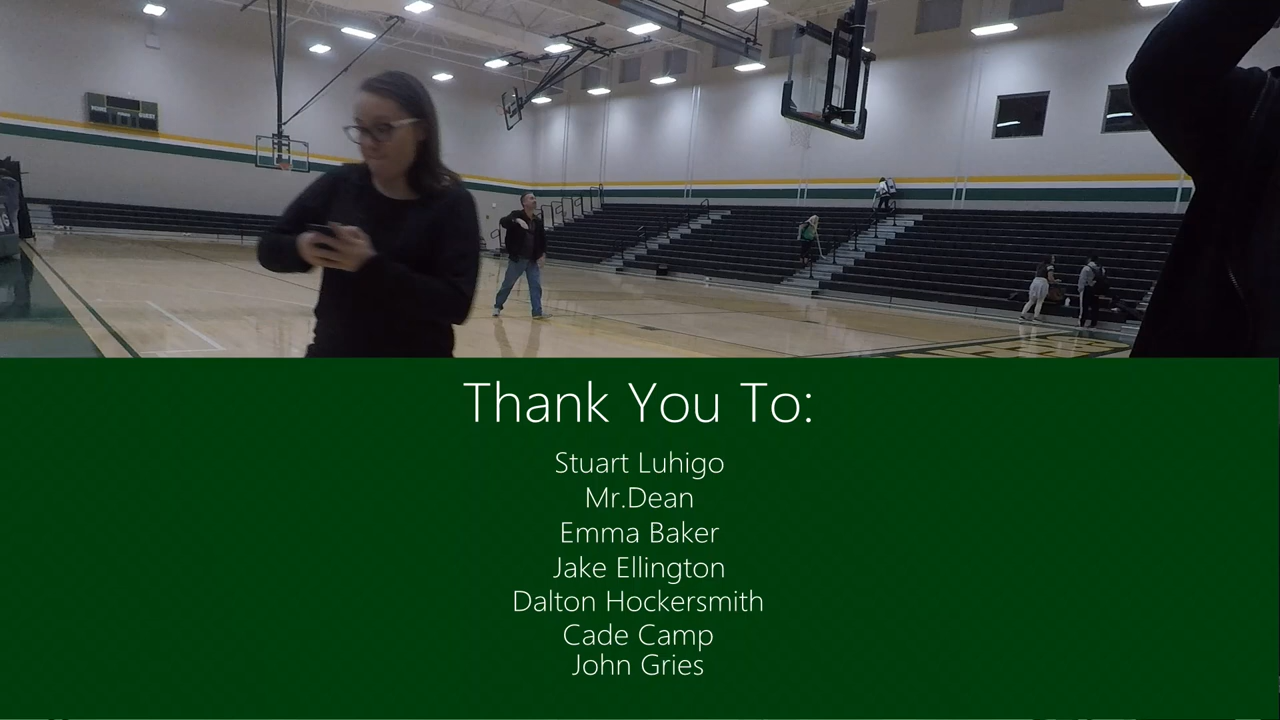 Thank You To:
Stuart Luhigo
Mr.Dean
Emma Baker
Jake Ellington
Dalton Hockersmith
Cade Camp
John Gries